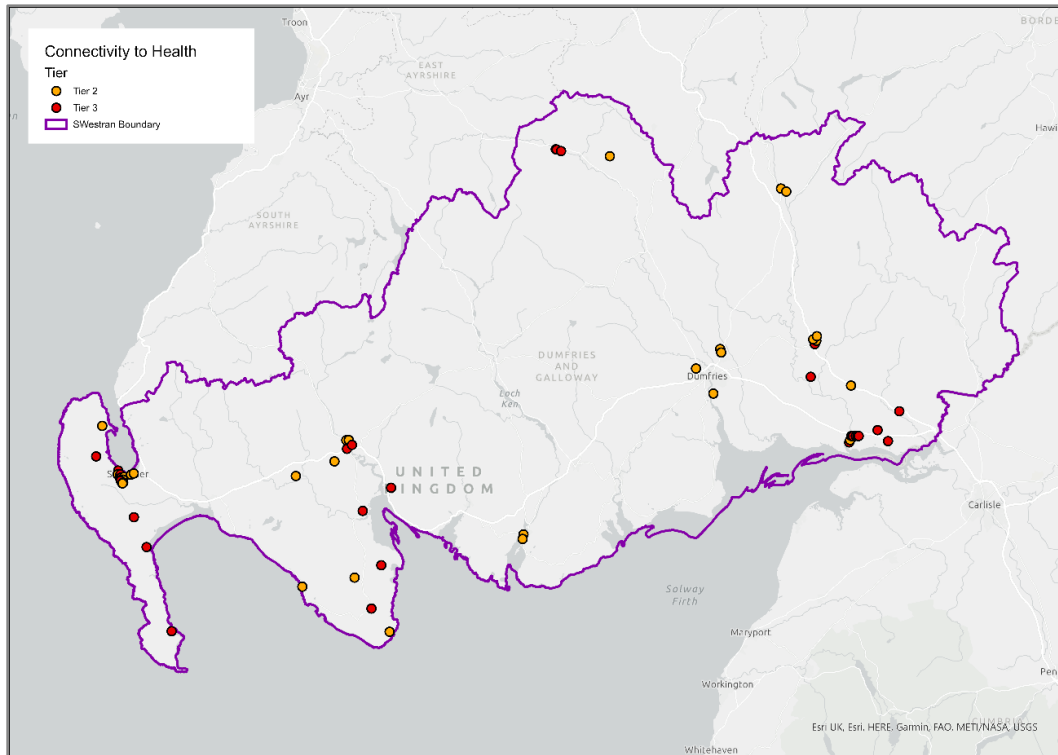 Troon
BORDE
Connectivity to Health
Tier
Tier 2
Tier 3
SWestran Boundary
EAST
AYRSHIRE
Ayr
Hawi
SOUTH
AYRSHIRE
DUMFRIES
AND
GALLOWAY
Dumfries
Loch
Ken
UNITED
KINGDOM
Carlisle
Solway
Firth
Maryport
Workington
Pen
CUMBRIA
Esri UK, Esri, HERE, Garmin, FAO, METI/NASA, USGS
Whitehaven